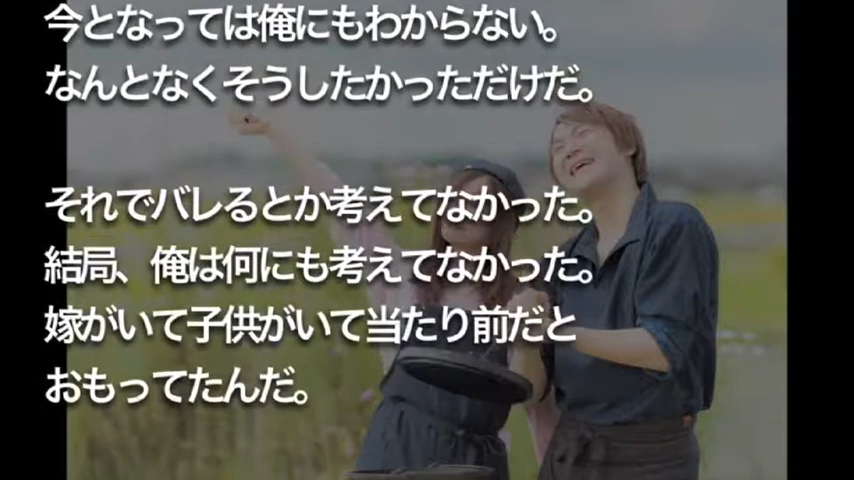 今となっては俺にもわからない。
なんとなくそうしたかっただけだ。
それでバレるとか考えてなかった。
結局、俺は何にも考えてなかった。
嫁がいて子供がいて当たり前だと
おもってたんだ。